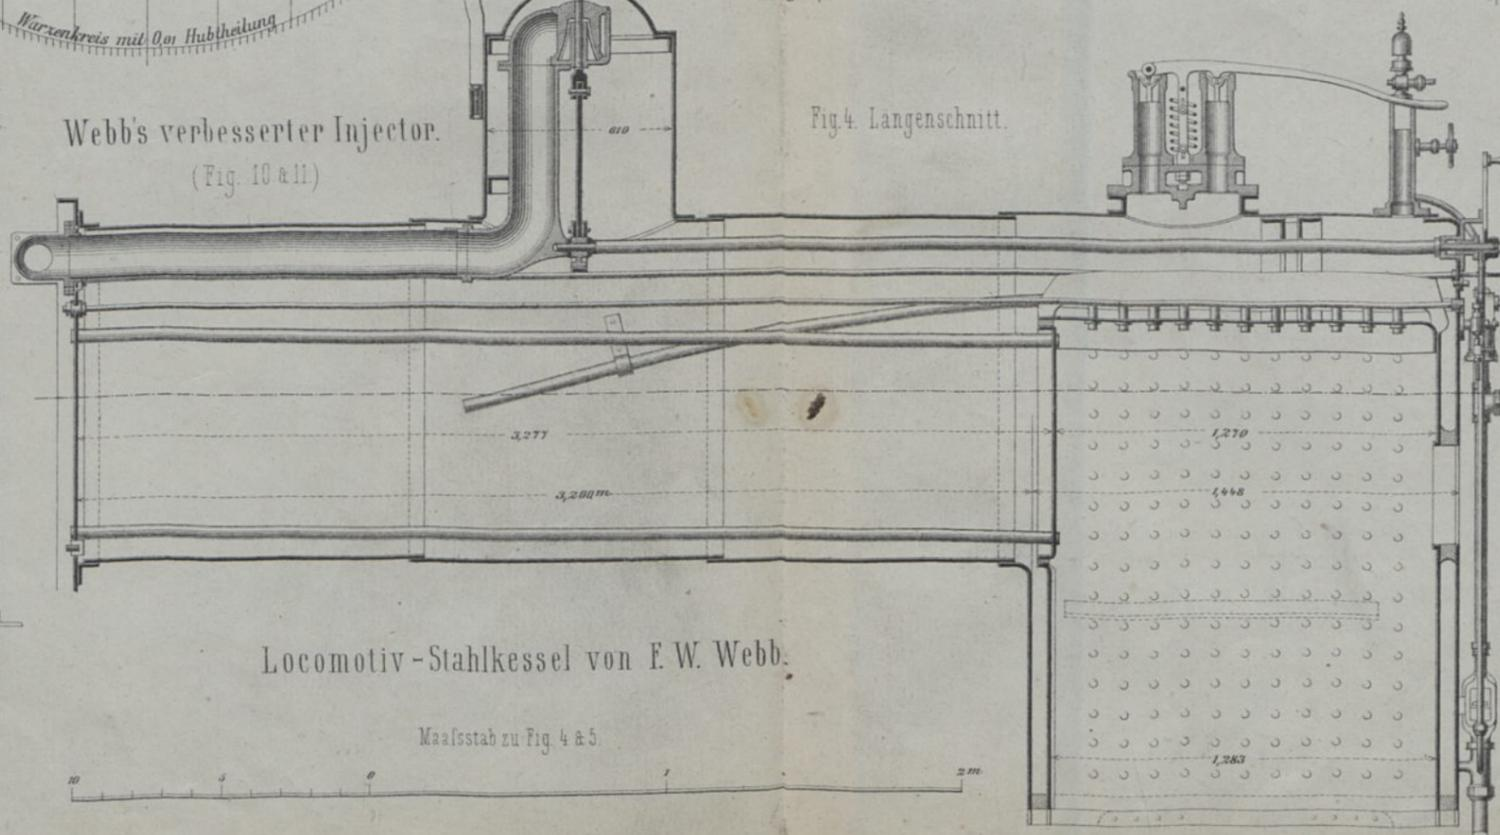 Warzenkreis mit 0,01 Hubtheilung
Webb's verbesserter Injector.
(Fig. 10 & 11)
610
Fig. 4. Längenschnitt.
3,277
1,270
3,200m
1,448
Locomotiv-Stahlkessel von F. W. Webb.
Maaſsstab zu Fig. 4 & 5.
1,283
10 5 0 1 2m